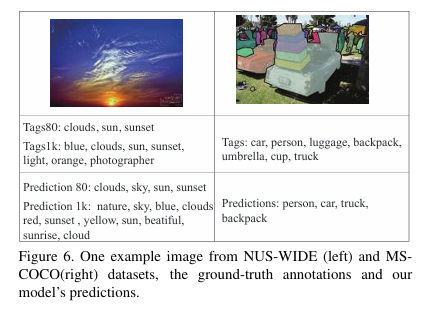 Tags80: clouds, sun, sunset
Tags1k: blue, clouds, sun, sunset,
light, orange, photographer
Tags: car, person, luggage, backpack,
umbrella, cup, truck
Prediction 80: clouds, sky, sun, sunset
Prediction 1k:  nature, sky, blue, clouds
red, sunset , yellow, sun, beatiful,
sunrise, cloud
Predictions: person, car, truck,
backpack
Figure 6. One example image from NUS-WIDE (left) and MS-
COCO(right) datasets, the ground-truth annotations and our
model's predictions.